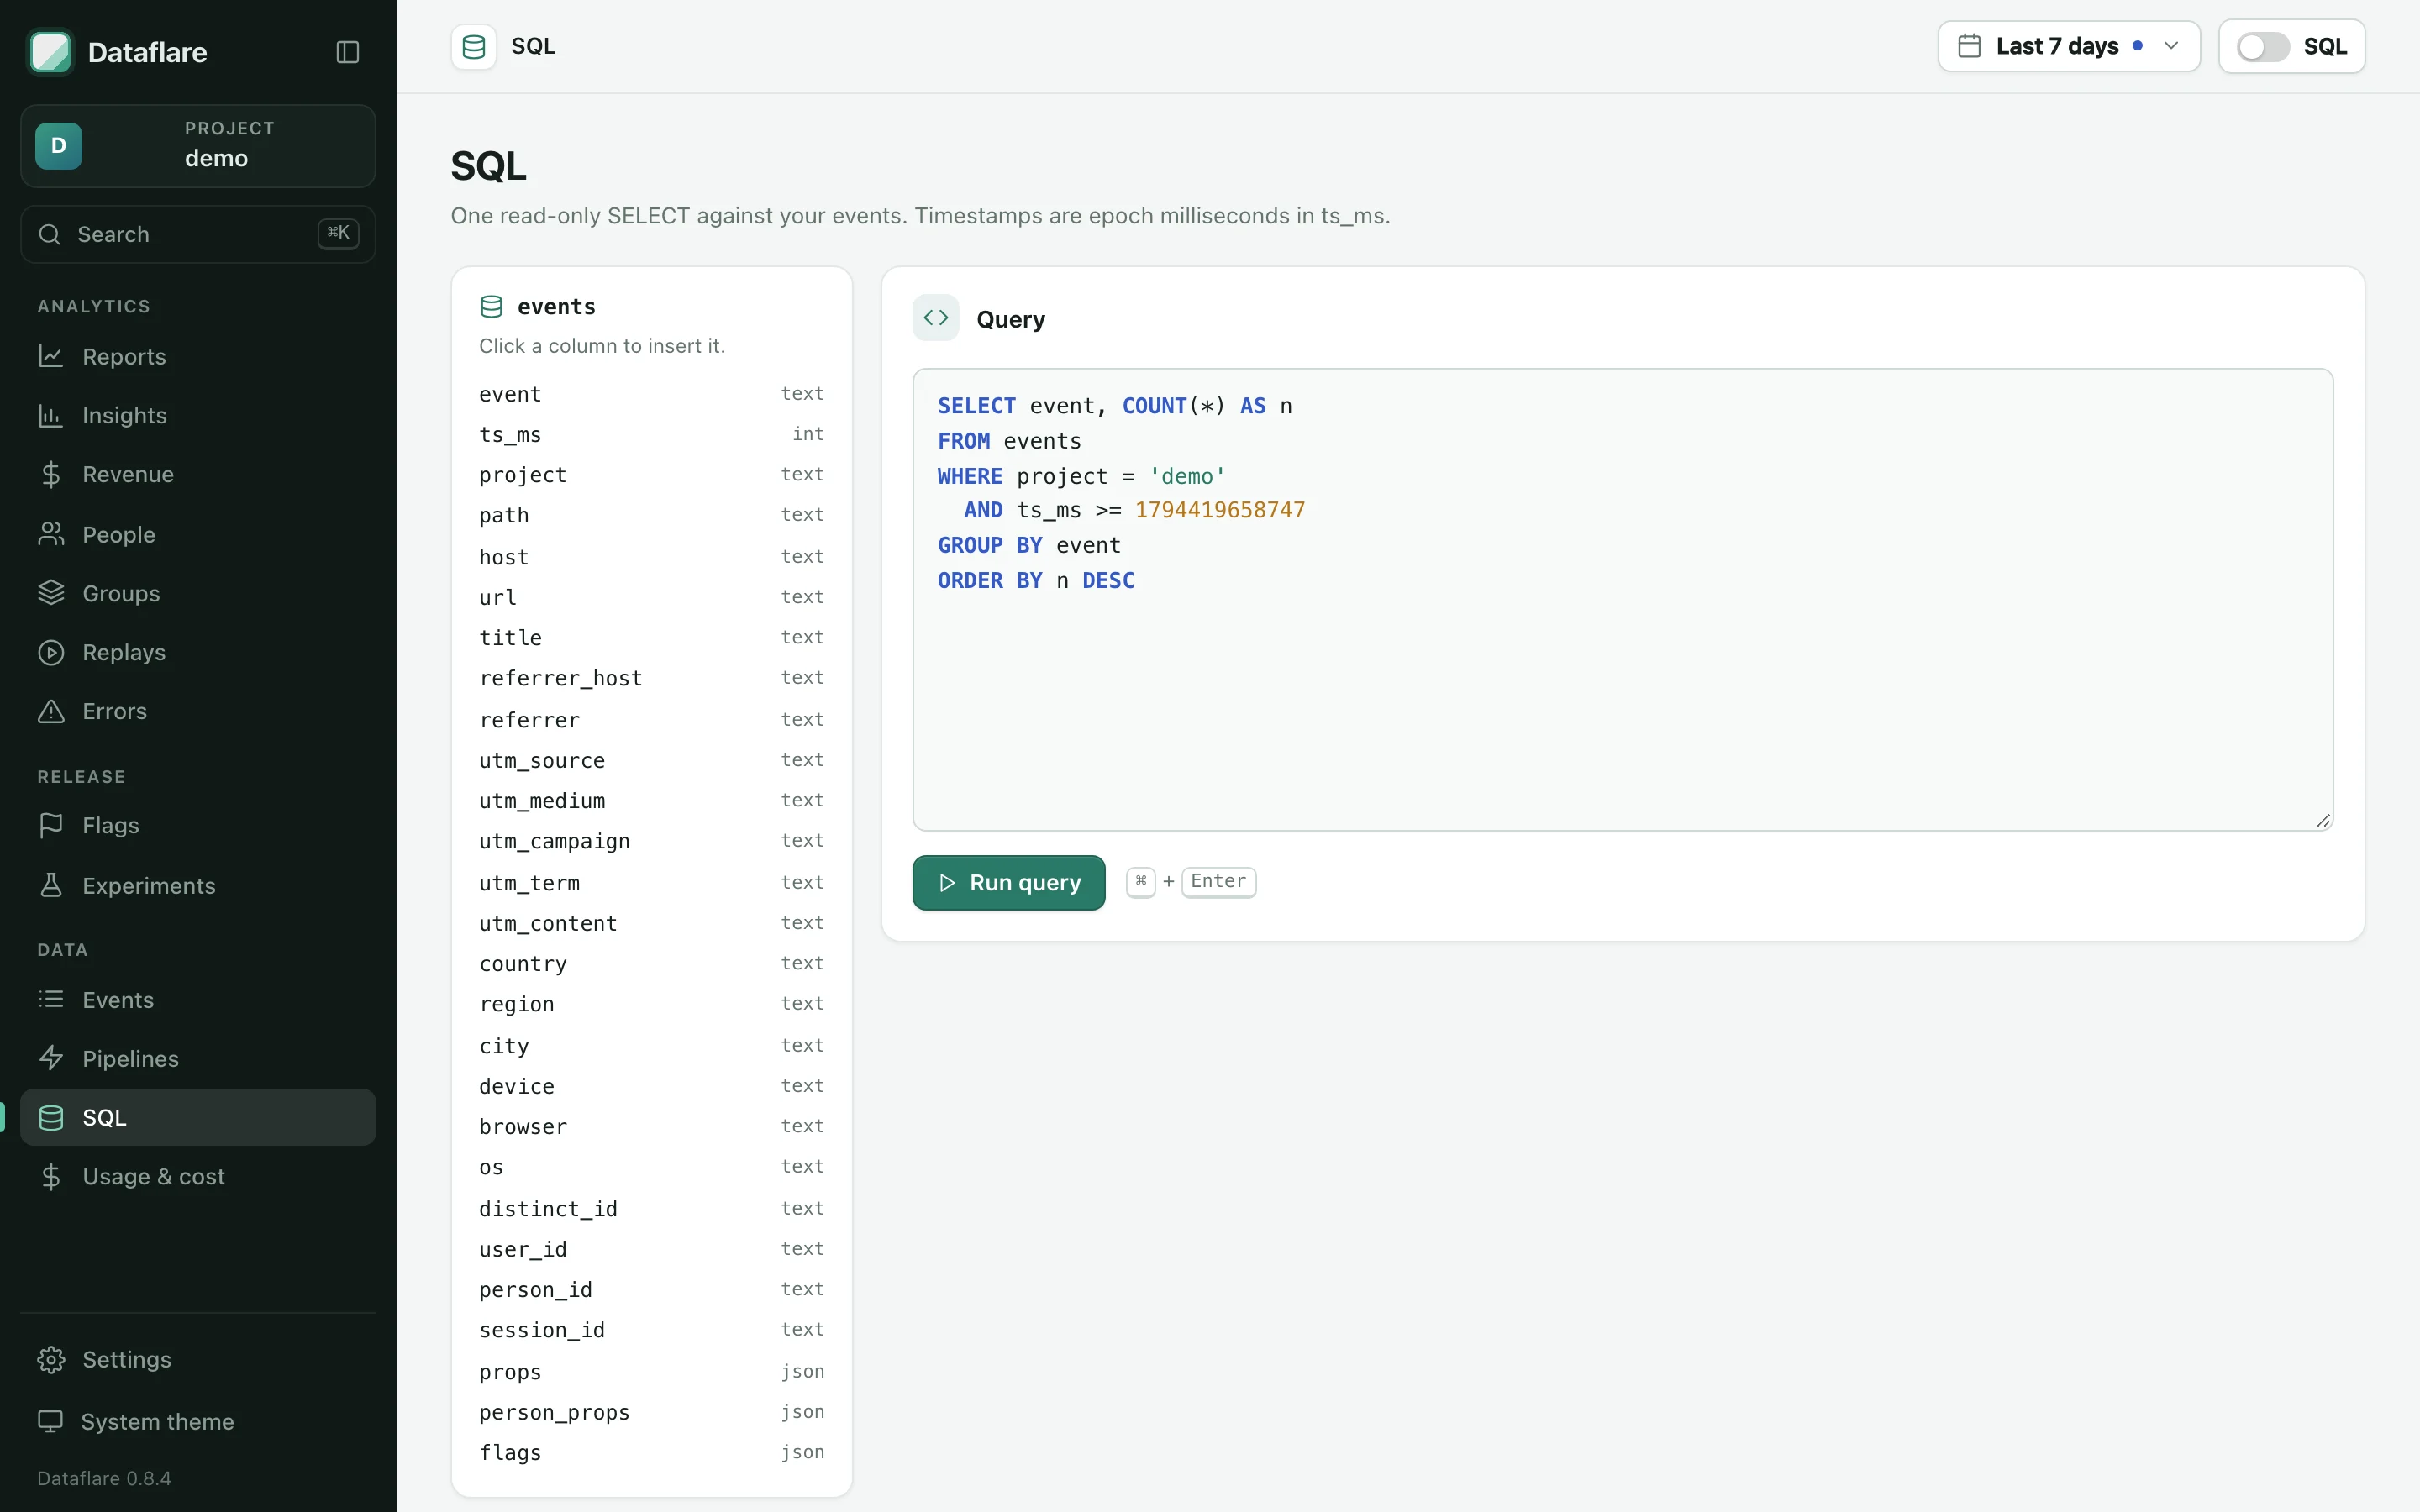 Dataflare
D
PROJECT
demo
Search
⌘K
ANALYTICS
Reports
Insights
Revenue
People
Groups
Replays
Errors
RELEASE
Flags
Experiments
DATA
Events
Pipelines
SQL
Usage & cost
Settings
System theme
Dataflare 0.8.4
SQL
Last 7 days
SQL
SQL
One read-only SELECT against your events. Timestamps are epoch milliseconds in ts_ms.
events
Click a column to insert it.
event text
ts_ms int
project text
path text
host text
url text
title text
referrer_host text
referrer text
utm_source text
utm_medium text
utm_campaign text
utm_term text
utm_content text
country text
region text
city text
device text
browser text
os text
distinct_id text
user_id text
person_id text
session_id text
props json
person_props json
flags json
Query
SELECT event, COUNT(*) AS n
FROM events
WHERE project = 'demo'
  AND ts_ms >= 1794419658747
GROUP BY event
ORDER BY n DESC
Run query
⌘ + Enter